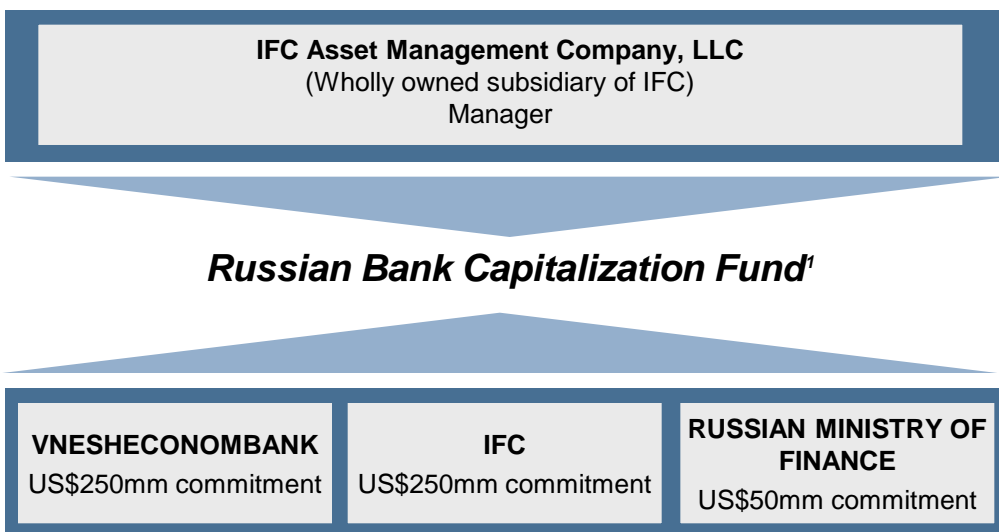 IFC Asset Management Company, LLC
(Wholly owned subsidiary of IFC)
Manager
Russian Bank Capitalization Fund¹
VNESHECONOMBANK
US$250mm commitment
IFC
US$250mm commitment
RUSSIAN MINISTRY OF
FINANCE
US$50mm commitment